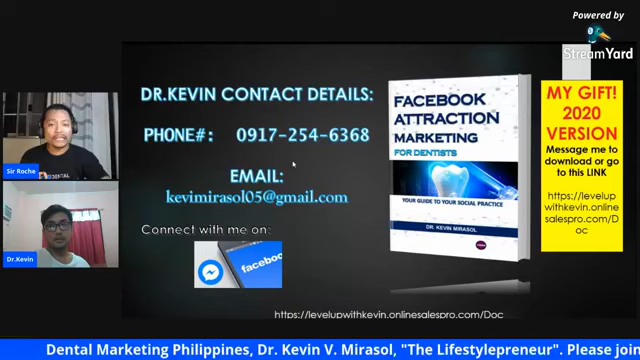 Powered by
StreamYard
DR.KEVIN CONTACT DETAILS:
PHONE#: 0917-254-6368
EMAIL:
kevimirasol05@gmail.com
Connect with me on:
facebo
FACEBOOK
ATTRACTION
MARKETING
FOR DENTISTS
YOUR GUIDE TO YOUR SOCIAL PRACTICE
DR. KEVIN MIRASOL
MY GIFT!
2020
VERSION
Message me to
download or go
to this LINK
https://levelup
withkevin.online
salespro.com/D
oc
Sir Roche
Dr.Kevin
https://levelupwithkevin.onlinesalespro.com/Doc
Dental Marketing Philippines, Dr. Kevin V. Mirasol, "The Lifestylepreneur". Please join